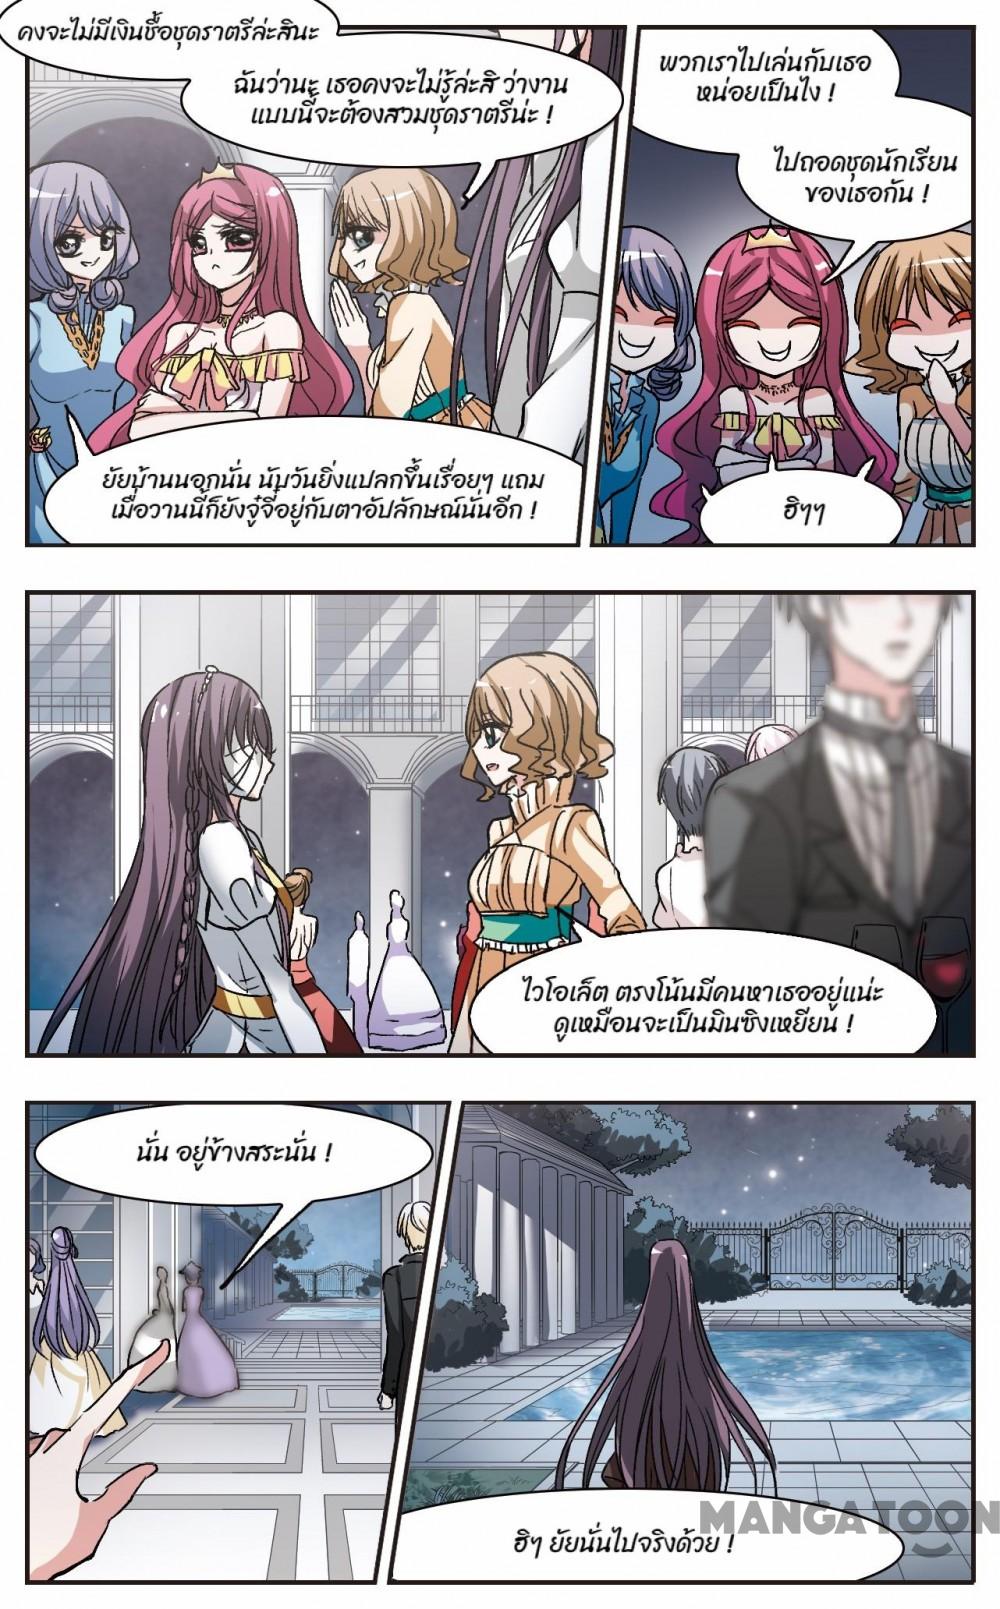 คงจะไม่มีเงินซื้อชุดราตรีล่ะสินะ
ฉันว่านะ เธอคงจะไม่รู้ล่ะสิ ว่างาน
แบบนี้จะต้องสวมชุดราตรีน่ะ !
ยัยบ้านนอกนั่น นับวันยิ่งแปลกขึ้นเรื่อยๆ แถม
เมื่อวานนี้ก็ยังจู๋จี๋อยู่กับตาอัปลักษณ์นั่นอีก !
พวกเราไปเล่นกับเธอ
หน่อยเป็นไง !
ไปถอดชุดนักเรียน
ของเธอกัน !
ฮิๆๆ
ไวโอเล็ต ตรงโน้นมีคนหาเธออยู่แน่ะ
ดูเหมือนจะเป็นมินซิงเหยียน !
นั่น อยู่ข้างสระนั่น !
ฮิๆ ยัยนั่นไปจริงด้วย !
MANGATOON